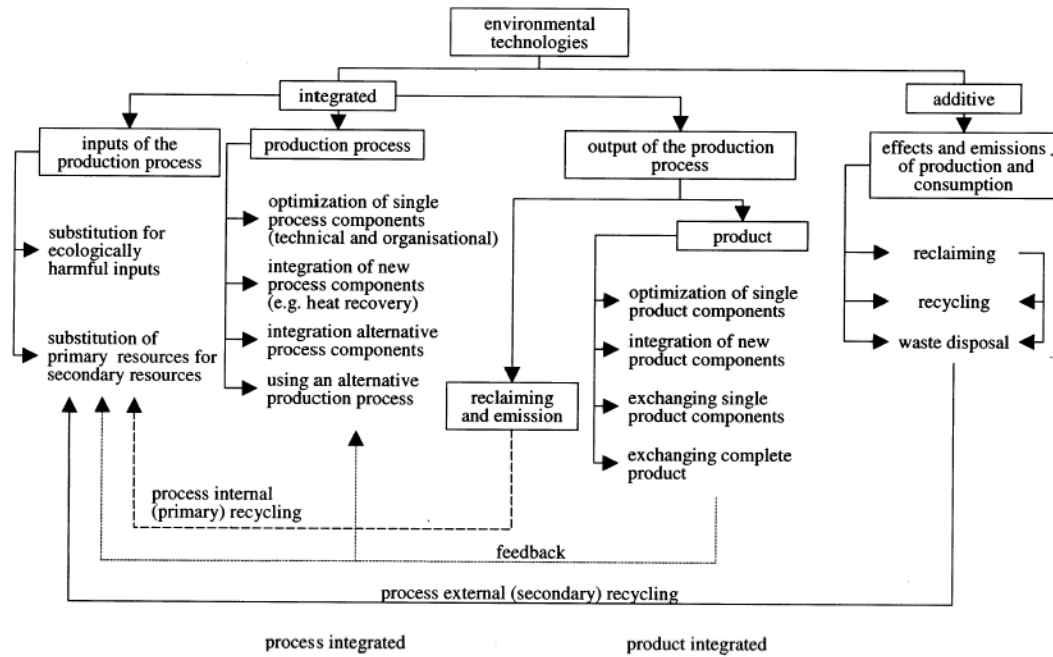 environmental
technologies
integrated
additive
inputs of the
production process
production process
output of the production
process
effects and emissions
of production and
consumption
substitution for
ecologically
harmful inputs
substitution of
primary resources for
secondary resources
optimization of single
process components
(technical and organisational)
integration of new
process components
(e.g. heat recovery)
integration alternative
process components
using an alternative
production process
reclaiming
and emission
product
optimization of single
product components
integration of new
product components
exchanging single
product components
exchanging complete
product
reclaiming
recycling
waste disposal
process internal
(primary) recycling
feedback
process external (secondary) recycling
process integrated
product integrated